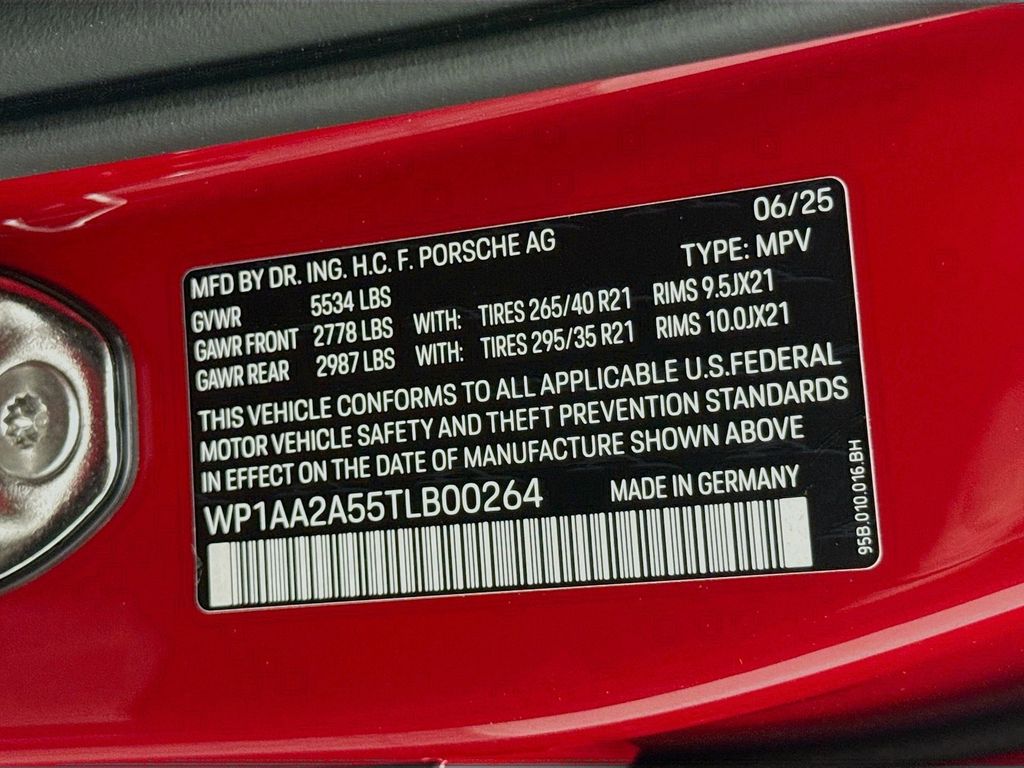 06/25
MFD BY DR. ING. H.C. F. PORSCHE AG TYPE: MPV
GVWR 5534 LBS
GAWR FRONT 2778 LBS WITH: TIRES 265/40 R21 RIMS 9.5JX21
GAWR REAR 2987 LBS WITH: TIRES 295/35 R21 RIMS 10.0JX21
THIS VEHICLE CONFORMS TO ALL APPLICABLE U.S.FEDERAL
MOTOR VEHICLE SAFETY AND THEFT PREVENTION STANDARDS
IN EFFECT ON THE DATE OF MANUFACTURE SHOWN ABOVE
WP1AA2A55TLB00264 MADE IN GERMANY
95B.010.016.BH